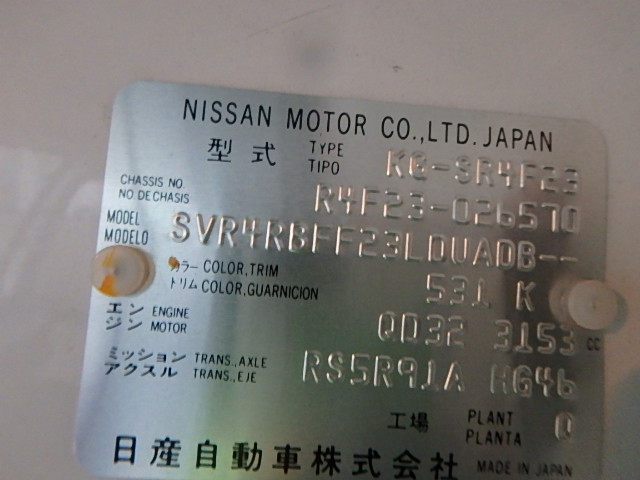 NISSAN MOTOR CO.,LTD. JAPAN
型式 TYPE TIPO KG-SR4F23
CHASSIS NO. NO. DE CHASIS R4F23-026570
MODEL MODELO SVR4RBFF23LDUADB--
カラー COLOR,TRIM
トリム COLOR,GUARNICION 531 K
エンジン ENGINE MOTOR QD32 3153 cc
ミッション TRANS.,AXLE
アクスル TRANS.,EJE RS5R91A HG46
工場 PLANT PLANTA 0
日産自動車株式会社 MADE IN JAPAN